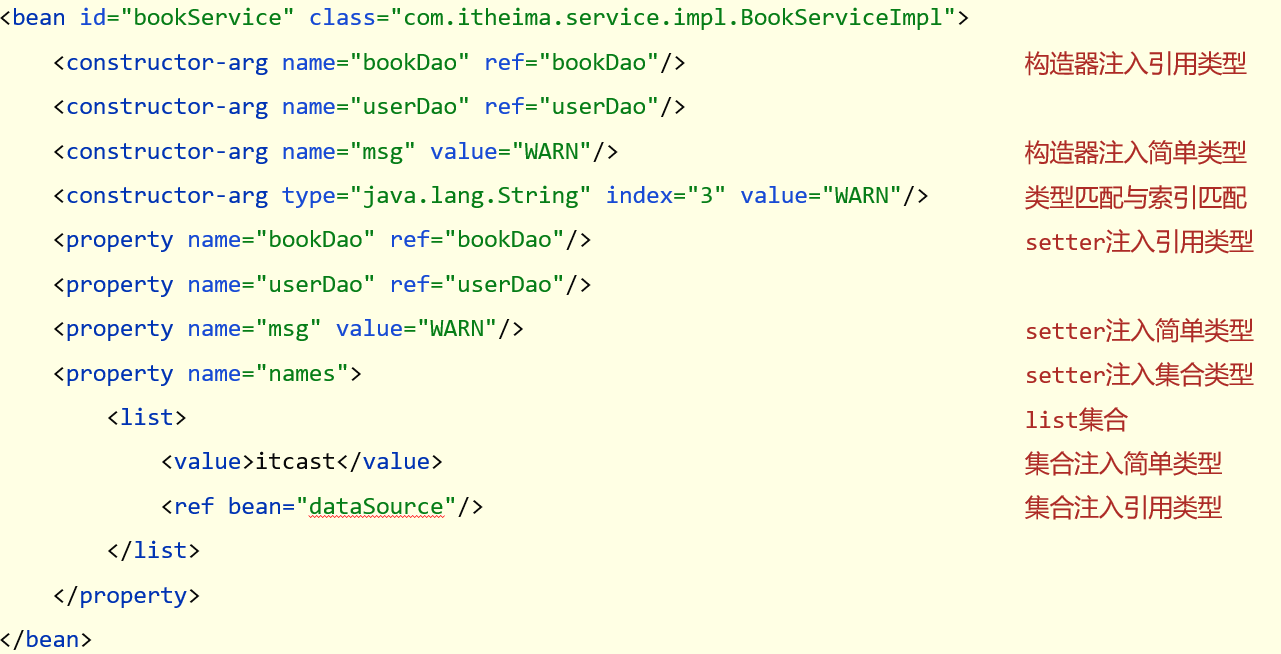 <bean id="bookService" class="com.itheima.service.impl.BookServiceImpl">
<constructor-arg name="bookDao" ref="bookDao"/> 构造器注入引用类型
<constructor-arg name="userDao" ref="userDao"/>
<constructor-arg name="msg" value="WARN"/> 构造器注入简单类型
<constructor-arg type="java.lang.String" index="3" value="WARN"/> 类型匹配与索引匹配
<property name="bookDao" ref="bookDao"/> setter注入引用类型
<property name="userDao" ref="userDao"/>
<property name="msg" value="WARN"/> setter注入简单类型
<property name="names"> setter注入集合类型
<list> list集合
<value>itcast</value> 集合注入简单类型
<ref bean="dataSource"/> 集合注入引用类型
</list>
</property>
</bean>